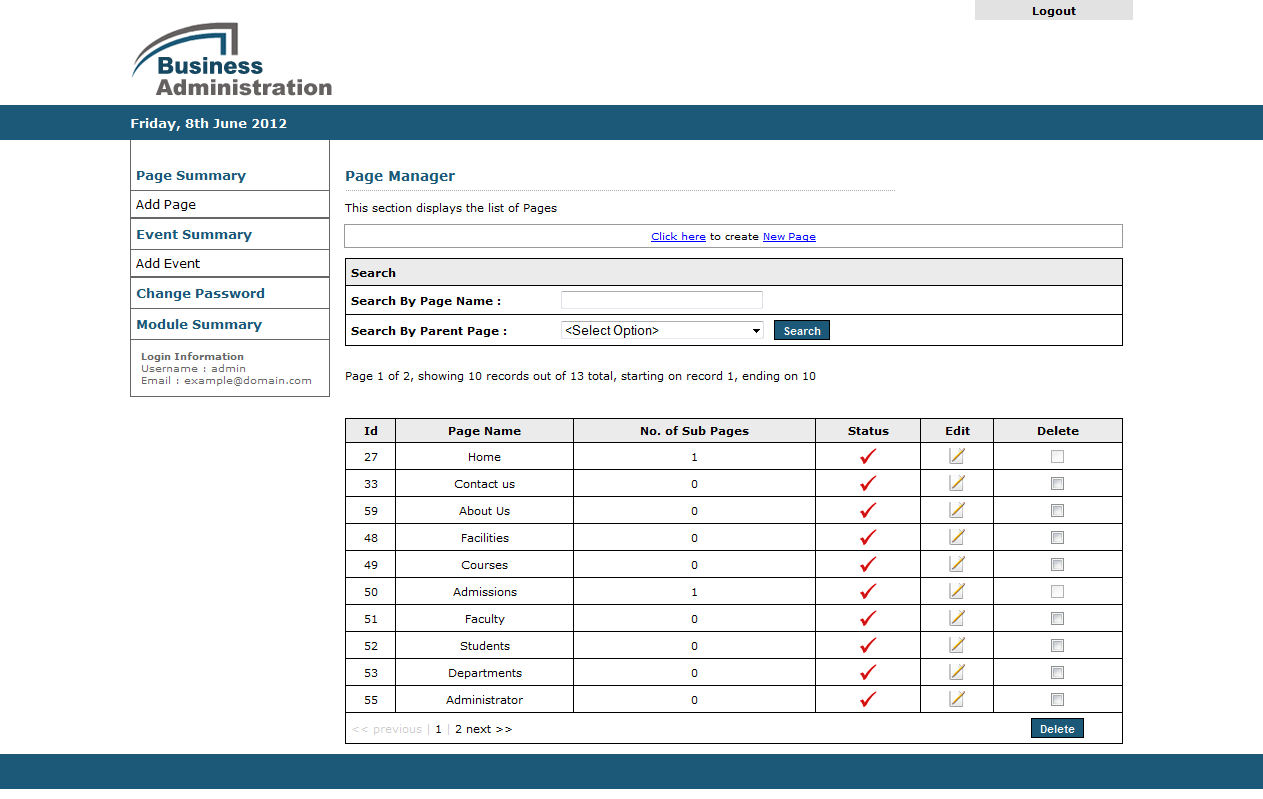 Logout
Business
Administration
Friday, 8th June 2012
Page Summary
Add Page
Event Summary
Add Event
Change Password
Module Summary
Login Information
Username : admin
Email : example@domain.com
Page Manager
This section displays the list of Pages
Click here to create New Page
Search
Search By Page Name :
Search By Parent Page : <Select Option> Search
Page 1 of 2, showing 10 records out of 13 total, starting on record 1, ending on 10
Id Page Name No. of Sub Pages Status Edit Delete
27 Home 1
33 Contact us 0
59 About Us 0
48 Facilities 0
49 Courses 0
50 Admissions 1
51 Faculty 0
52 Students 0
53 Departments 0
55 Administrator 0
<< previous | 1 | 2 next >> Delete